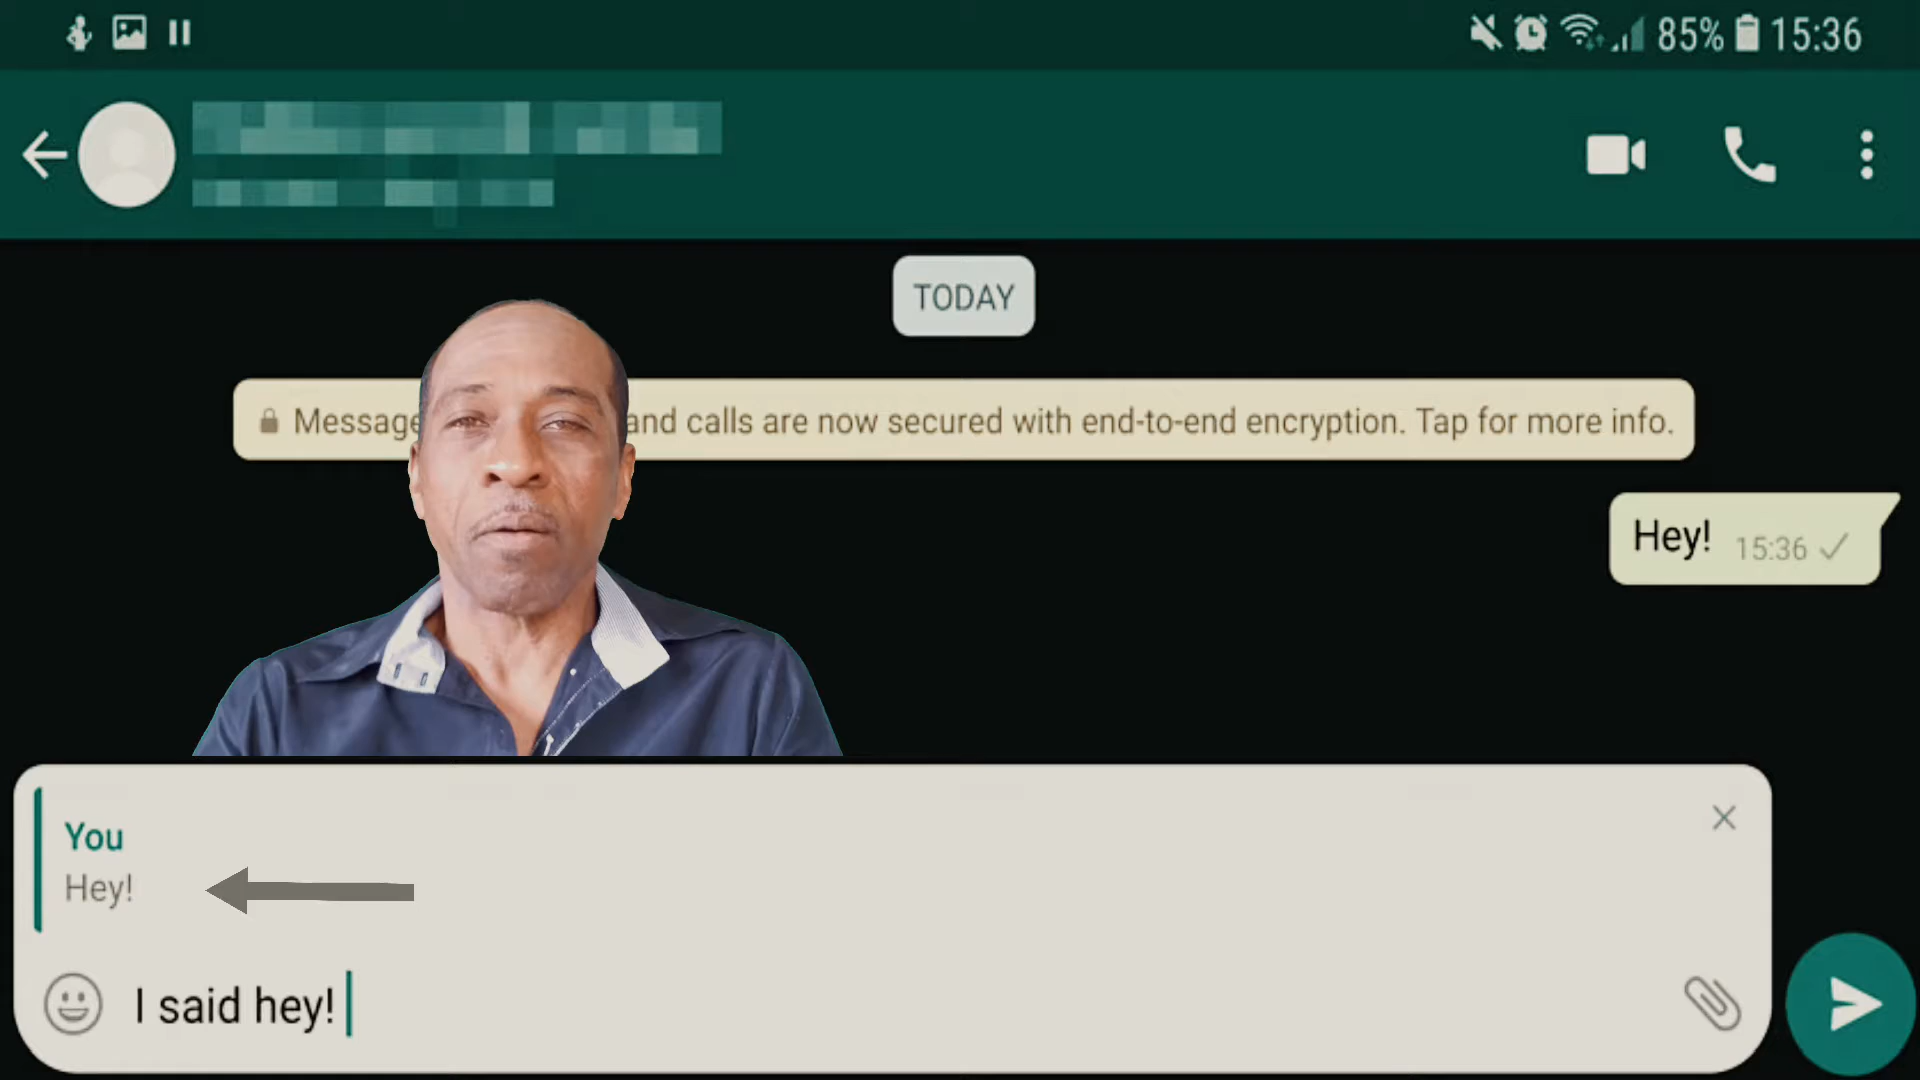 85% 15:36
TODAY
Message and calls are now secured with end-to-end encryption. Tap for more info.
Hey! 15:36
You
Hey!
I said hey!